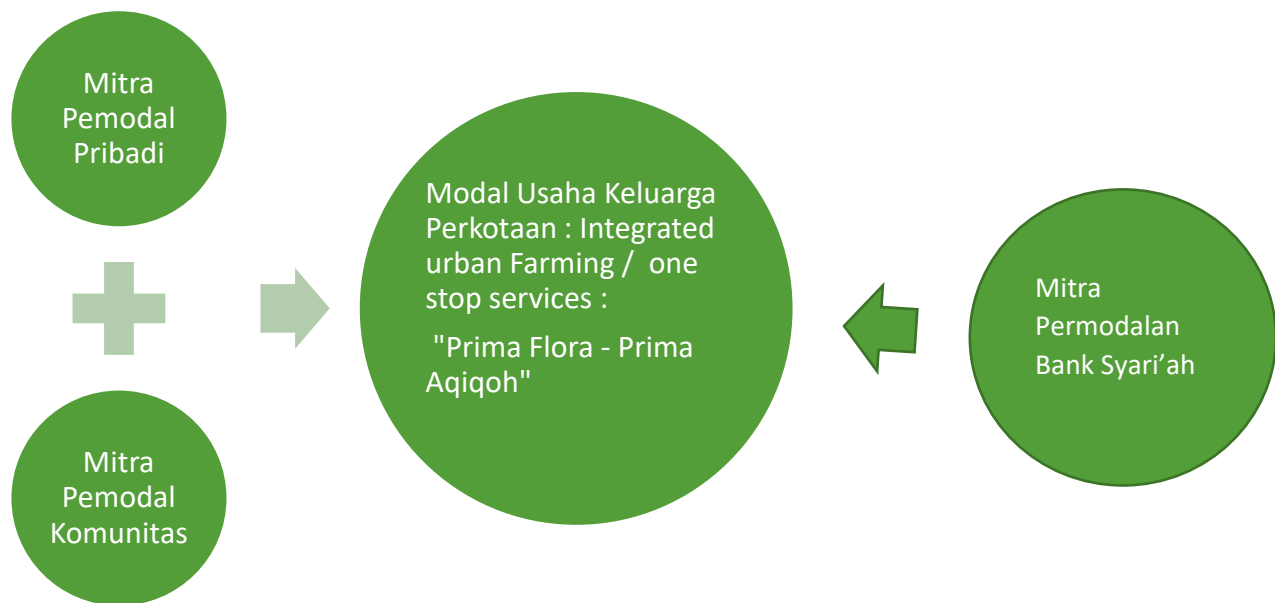 Mitra
Pemodal
Pribadi
Mitra
Pemodal
Komunitas
Modal Usaha Keluarga
Perkotaan : Integrated
urban Farming /  one
stop services :
"Prima Flora - Prima
Aqiqoh"
Mitra
Permodalan
Bank Syari’ah